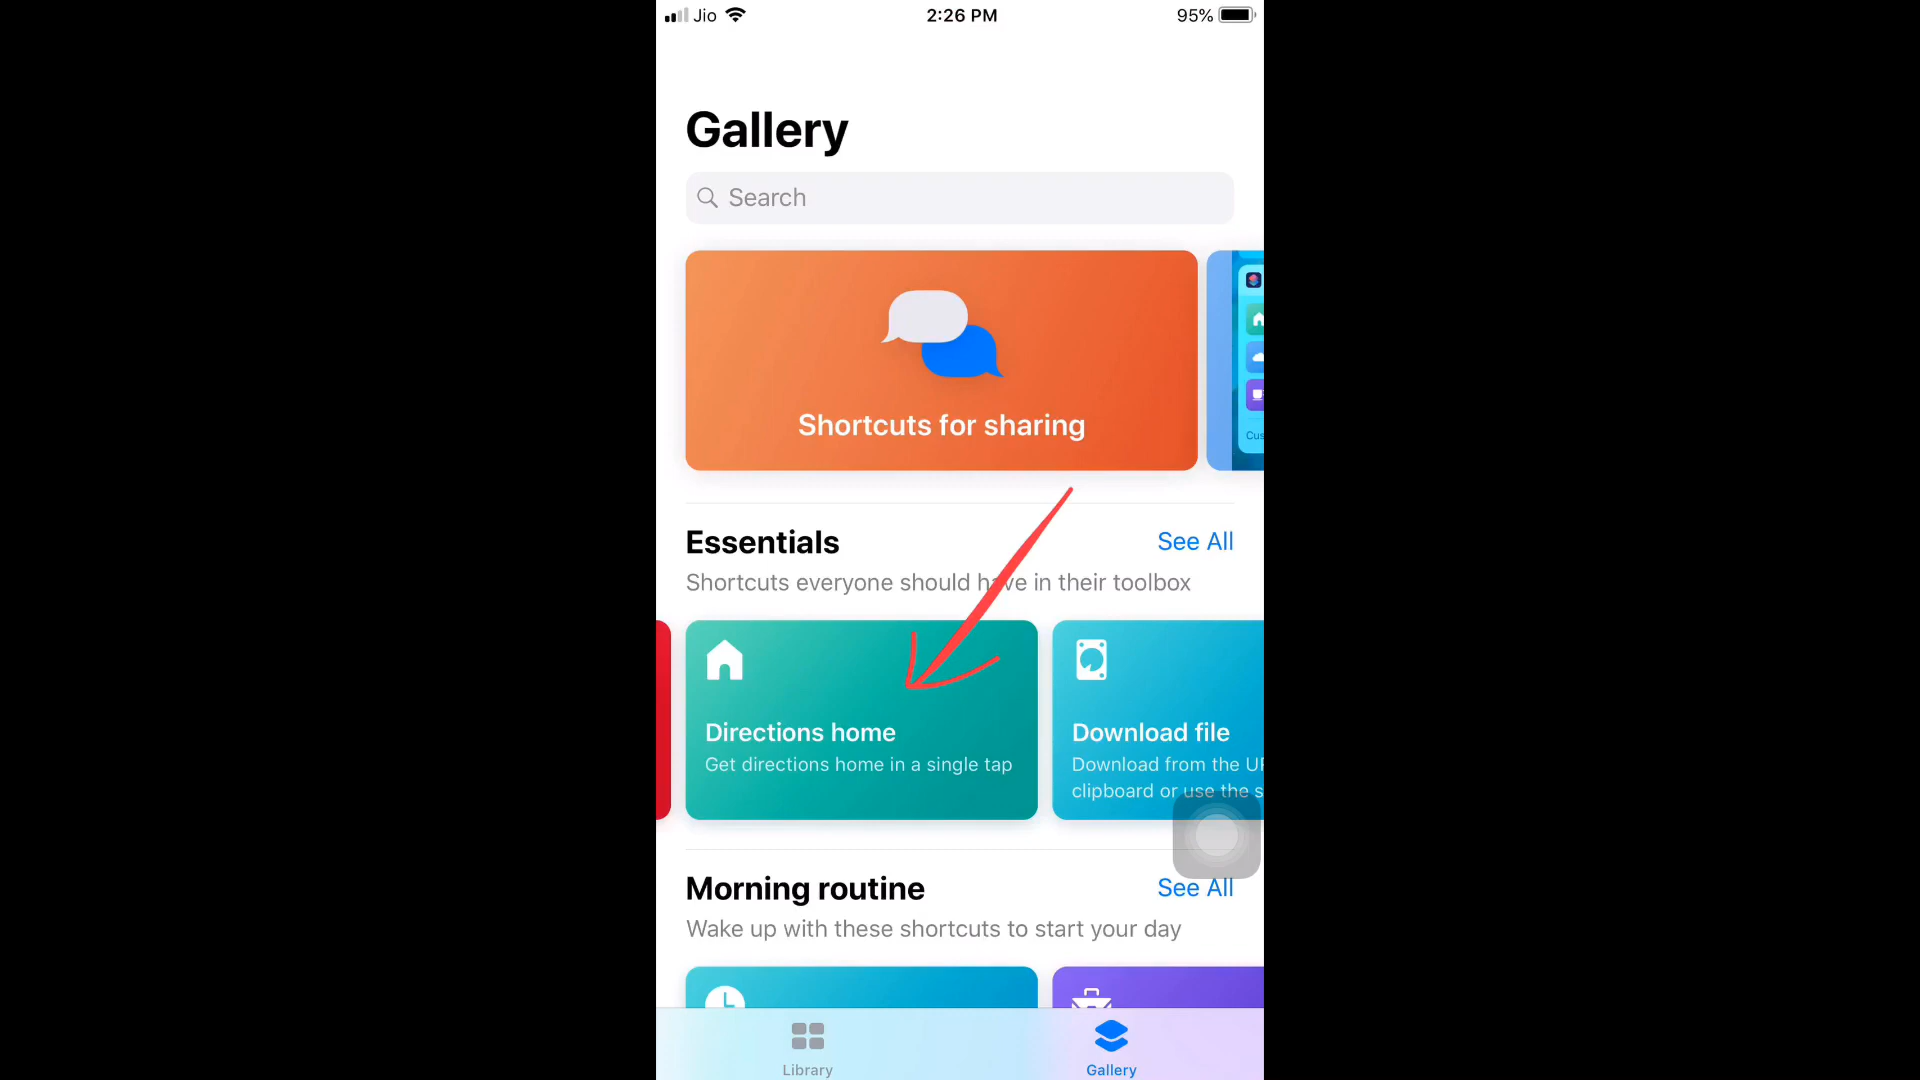 Jio 2:26 PM 95%
Gallery
Search
Shortcuts for sharing
Cus
Essentials See All
Shortcuts everyone should have in their toolbox
Directions home
Get directions home in a single tap
Download file
Download from the UR
clipboard or use the s
Morning routine See All
Wake up with these shortcuts to start your day
Library Gallery